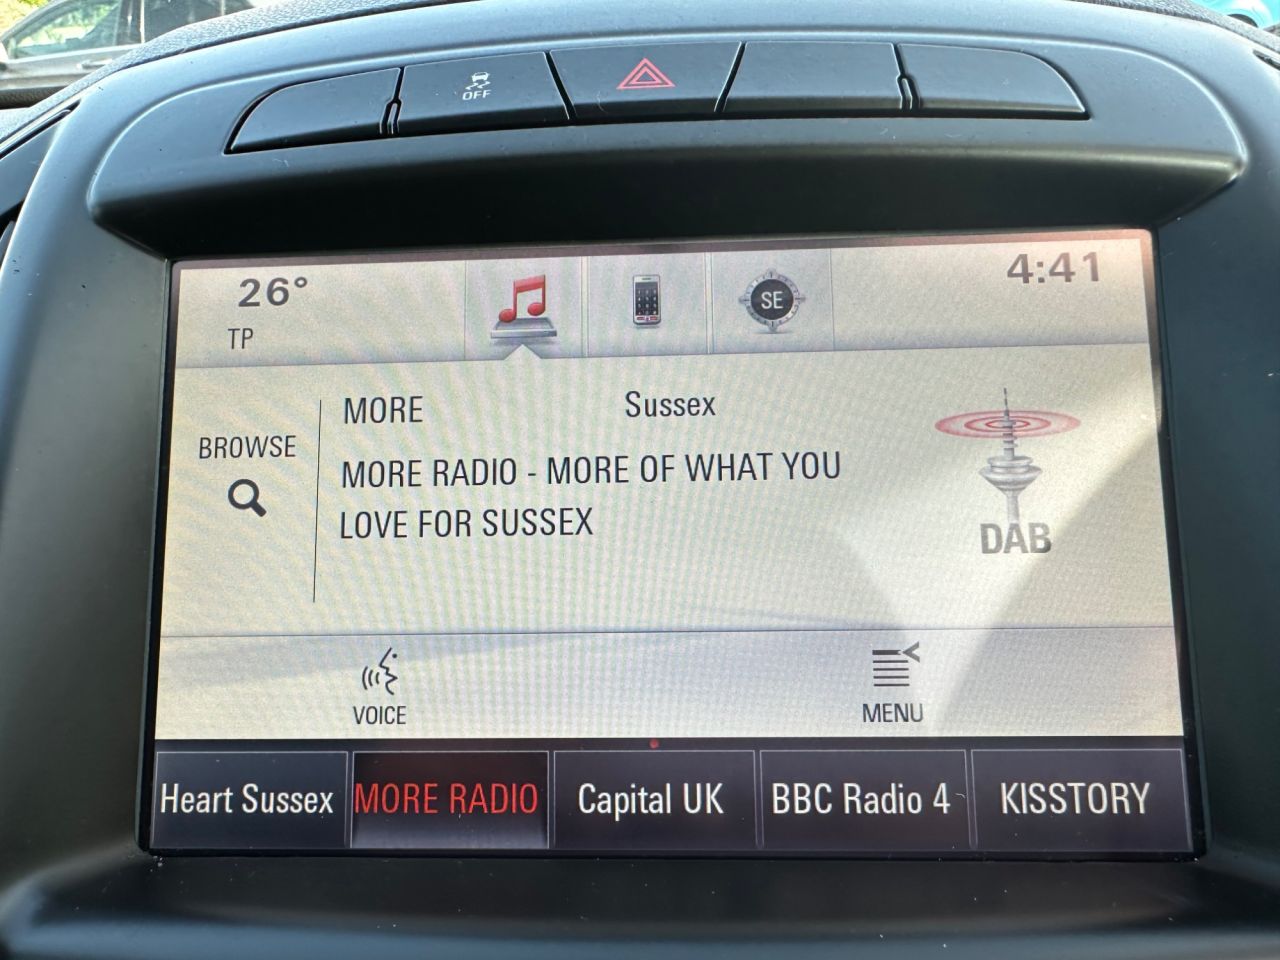 OFF
26°
SE
4:41
TP
BROWSE
MORE Sussex
MORE RADIO - MORE OF WHAT YOU
LOVE FOR SUSSEX
DAB
VOICE
MENU
Heart Sussex
MORE RADIO
Capital UK
BBC Radio 4
KISSTORY